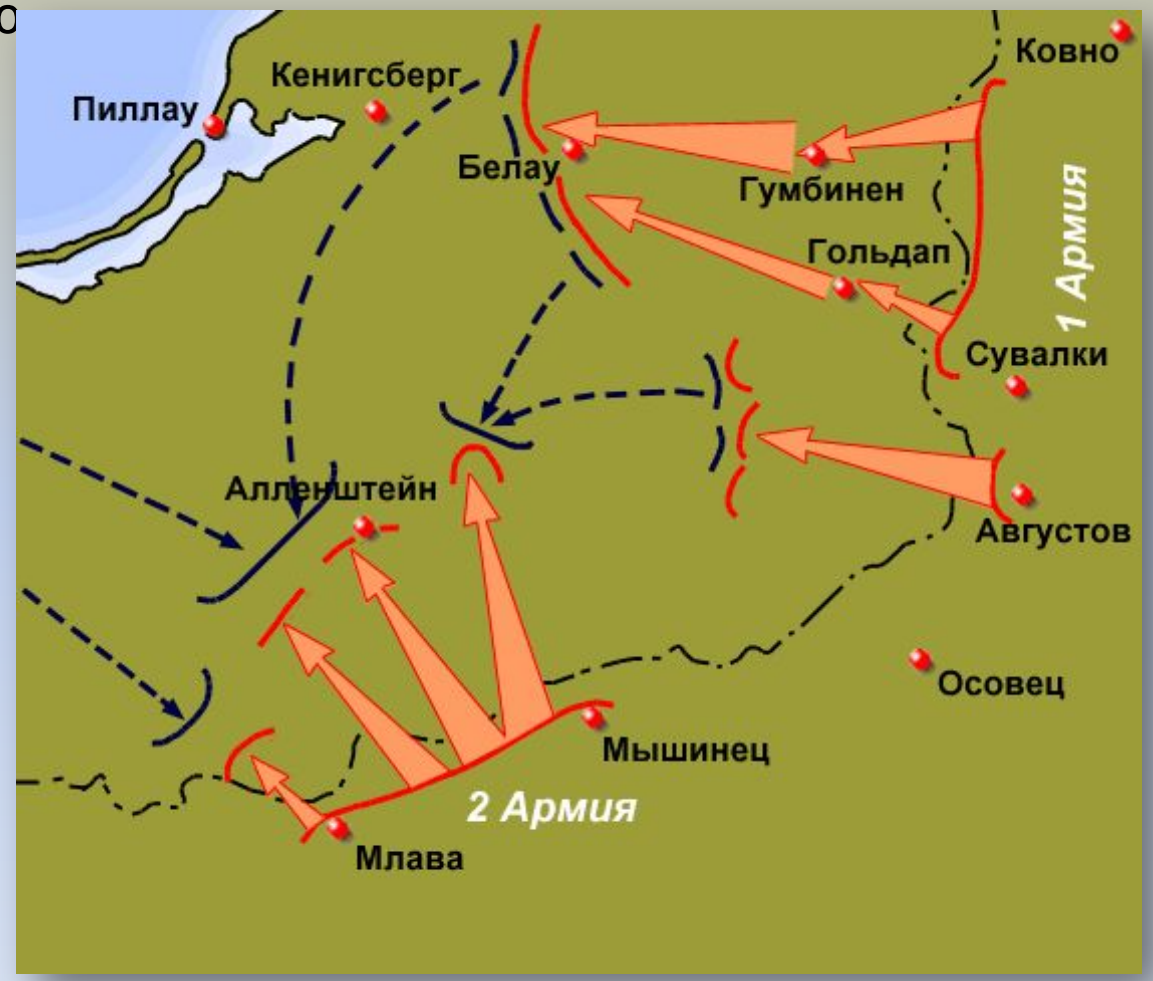 о
Ковно
Кенигсберг
Пиллау
Белау
Гумбинен
1 Армия
Гольдап
Сувалки
Алленштейн
Августов
Осовец
Мышинец
2 Армия
Млава